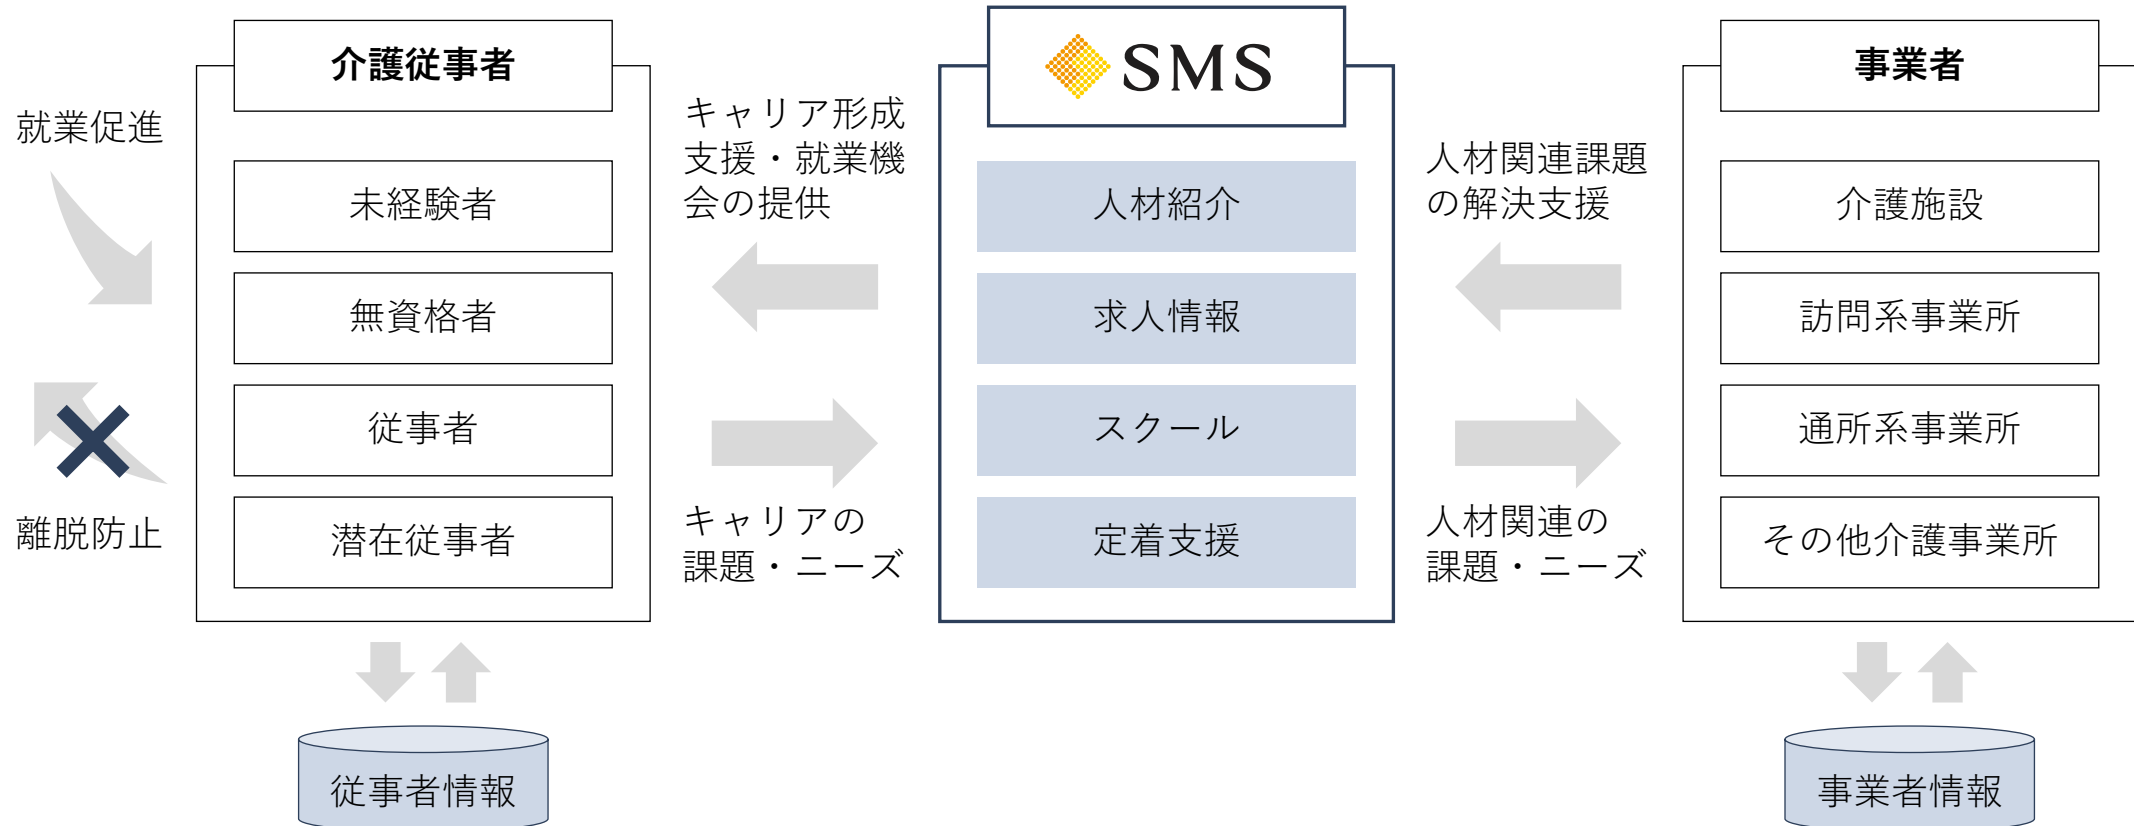 介護従事者
SMS
事業者
就業促進
キャリア形成
支援・就業機
会の提供
人材関連課題
の解決支援
未経験者
人材紹介
介護施設
無資格者
求人情報
訪問系事業所
従事者
スクール
通所系事業所
離脱防止
キャリアの
課題・ニーズ
人材関連の
課題・ニーズ
潜在従事者
定着支援
その他介護事業所
従事者情報
事業者情報